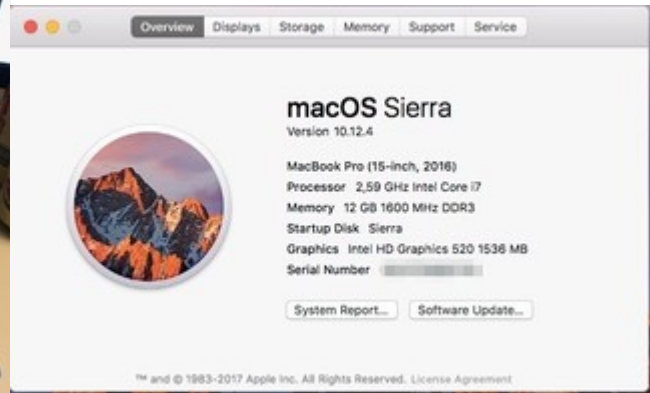 Overview Displays Storage Memory Support Service
macOS Sierra
Version 10.12.4
MacBook Pro (15-inch, 2016)
Processor 2,59 GHz Intel Core i7
Memory 12 GB 1600 MHz DDR3
Startup Disk Sierra
Graphics Intel HD Graphics 520 1536 MB
Serial Number
System Report... Software Update...
™ and © 1983-2017 Apple Inc. All Rights Reserved. License Agreement